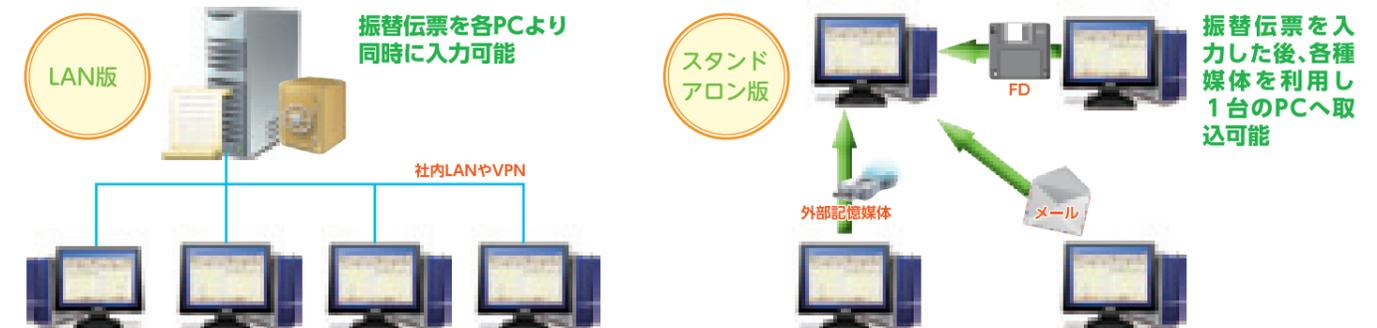 LAN版
振替伝票を各PCより
同時に入力可能
社内LANやVPN
スタンド
アロン版
FD
外部記憶媒体
メール
振替伝票を入
力した後、各種
媒体を利用し
1台のPCへ取
込可能